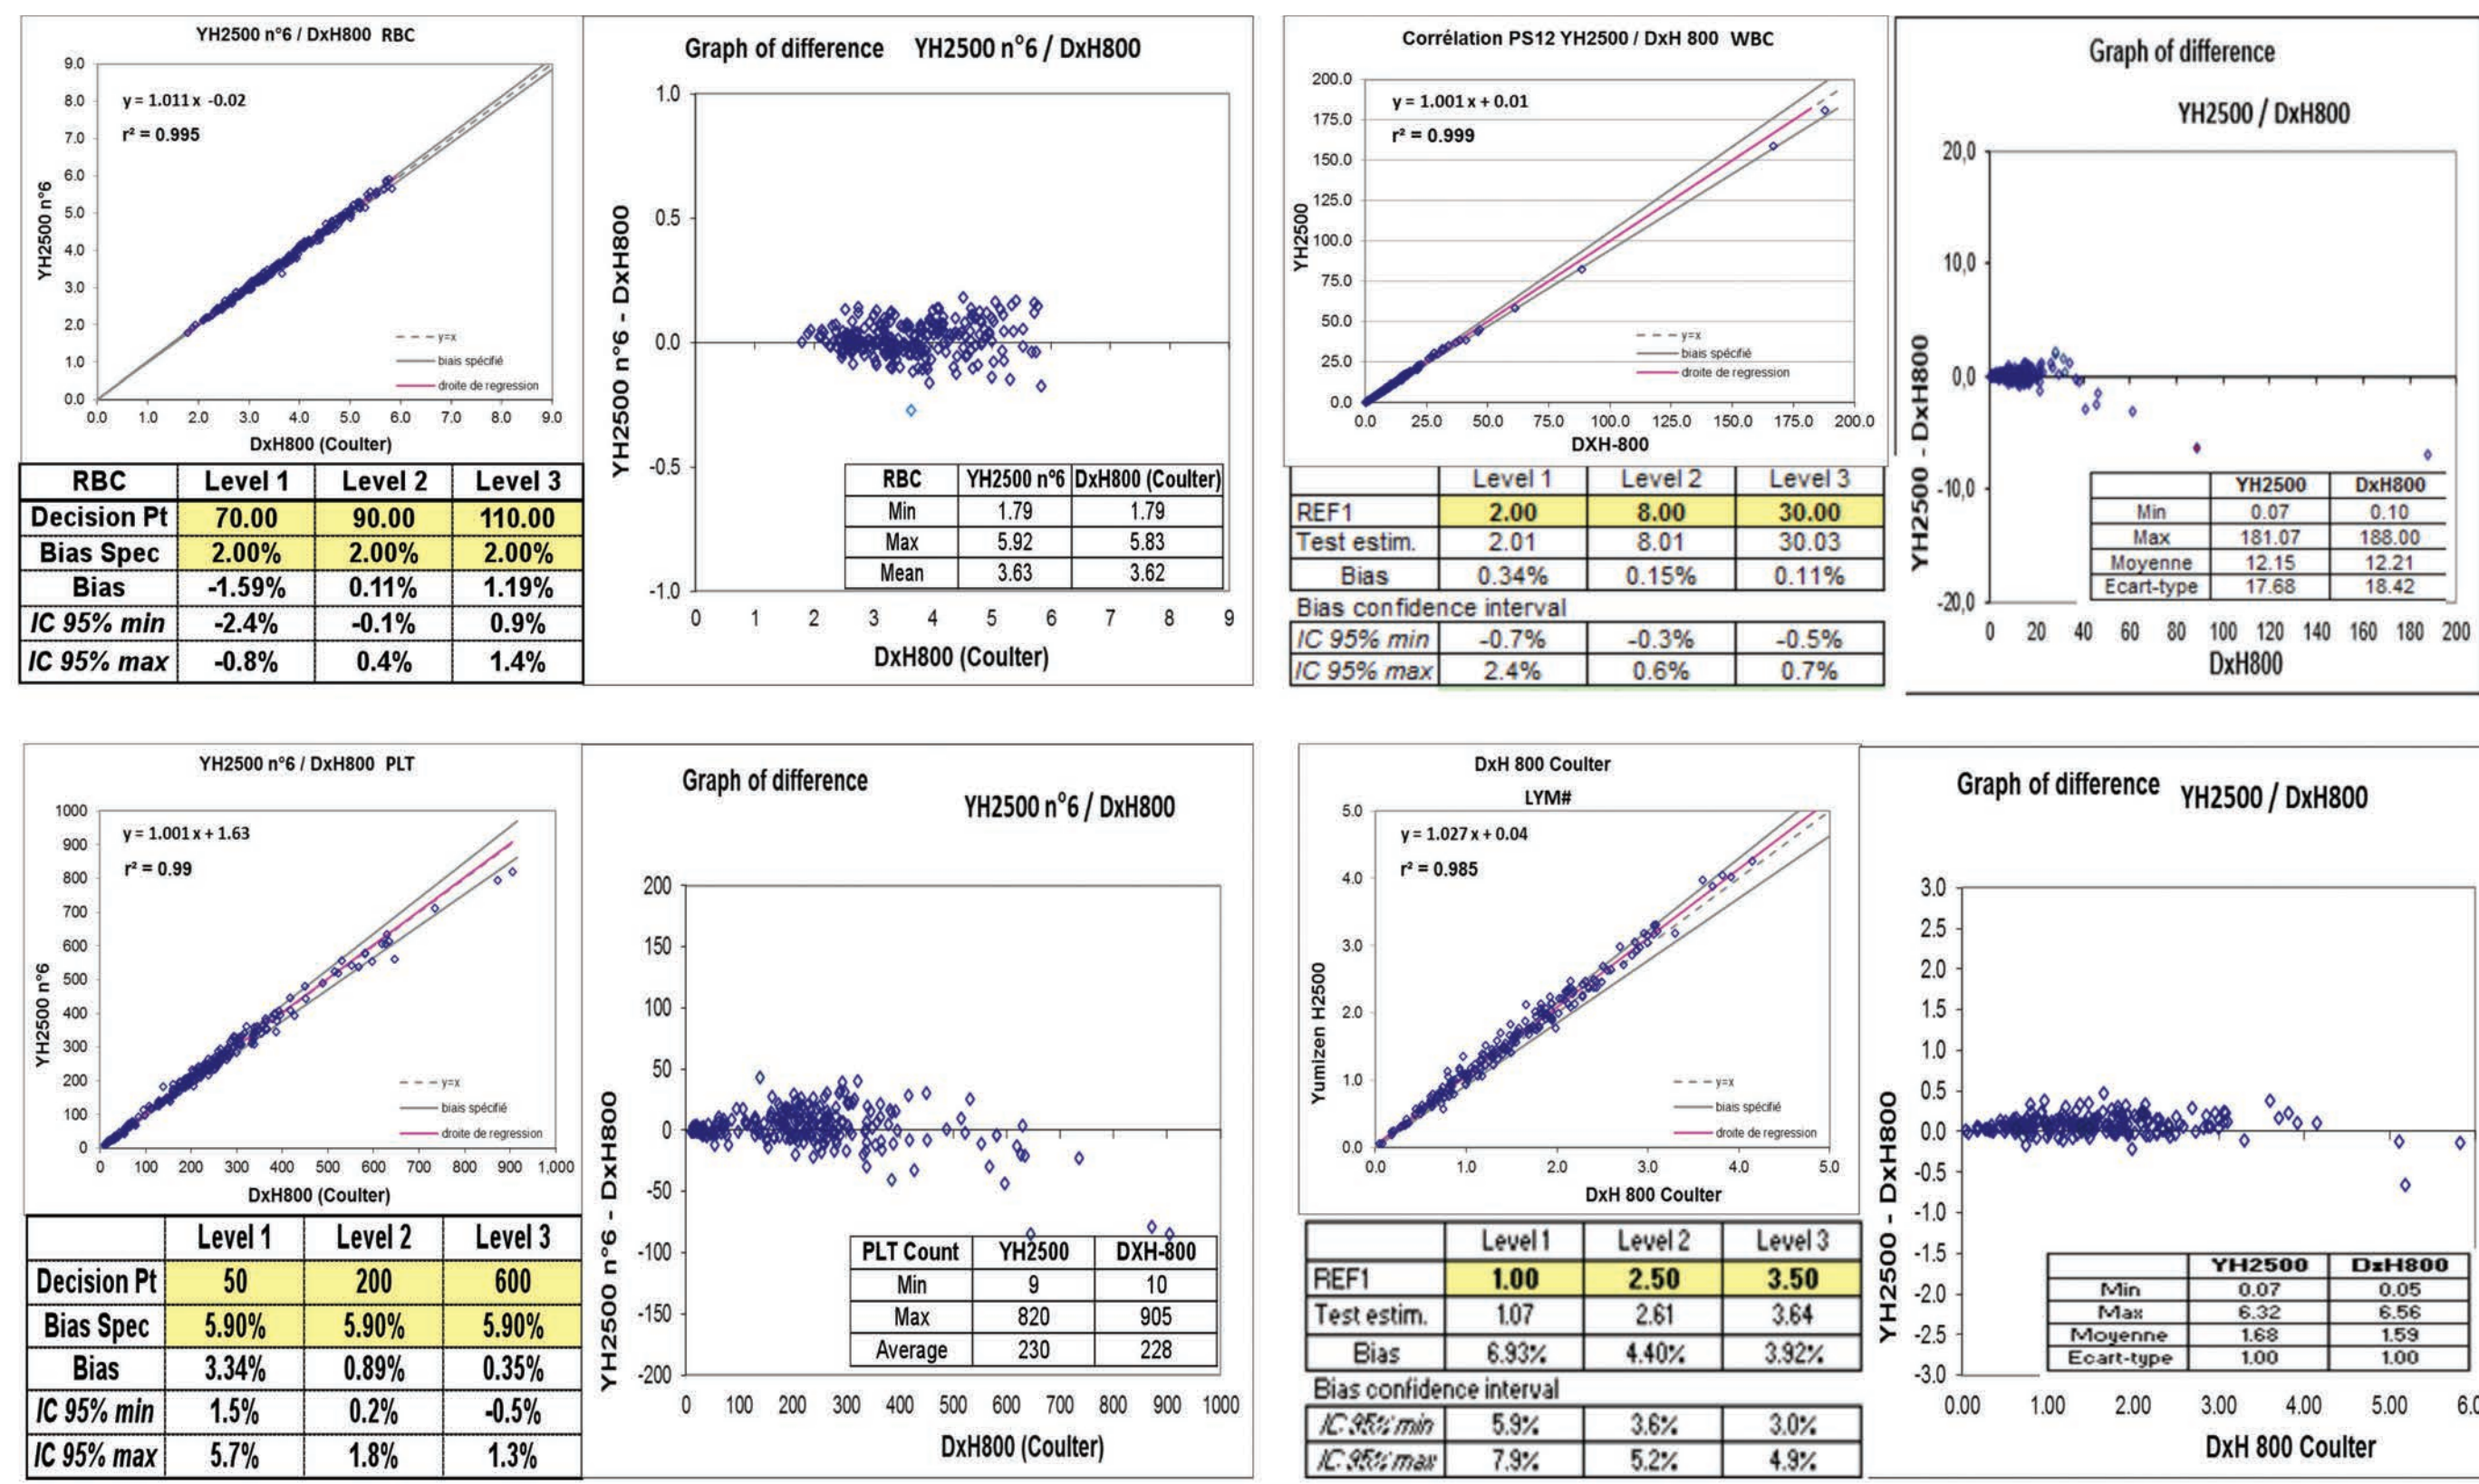 YH2500 n°6 / DxH800 RBC
y = 1.011 x -0.02
r² = 0.995
9.0
8.0
7.0
6.0
5.0
4.0
3.0
2.0
1.0
0.0
YH2500 n°6
y=x
biais spécifié
droite de regression
0.0 1.0 2.0 3.0 4.0 5.0 6.0 7.0 8.0 9.0
DxH800 (Coulter)
RBC Level 1 Level 2 Level 3
Decision Pt 70.00 90.00 110.00
Bias Spec 2.00% 2.00% 2.00%
Bias -1.59% 0.11% 1.19%
IC 95% min -2.4% -0.1% 0.9%
IC 95% max -0.8% 0.4% 1.4%
Graph of difference YH2500 n°6 / DxH800
1.0
0.5
0.0
-0.5
-1.0
YH2500 n°6 - DxH800
RBC YH2500 n°6 DxH800 (Coulter)
Min 1.79 1.79
Max 5.92 5.83
Mean 3.63 3.62
0 1 2 3 4 5 6 7 8 9
DxH800 (Coulter)
Corrélation PS12 YH2500 / DxH 800 WBC
y = 1.001 x + 0.01
r² = 0.999
200.0
175.0
150.0
125.0
100.0
75.0
50.0
25.0
0.0
YH2500
y=x
biais spécifié
droite de regression
0.0 25.0 50.0 75.0 100.0 125.0 150.0 175.0 200.0
DXH-800
Level 1 Level 2 Level 3
REF1 2.00 8.00 30.00
Test estim. 2.01 8.01 30.03
Bias 0.34% 0.15% 0.11%
Bias confidence interval
IC 95% min -0.7% -0.3% -0.5%
IC 95% max 2.4% 0.6% 0.7%
Graph of difference
YH2500 / DxH800
20,0
10,0
0,0
-10,0
-20,0
YH2500 - DxH800
YH2500 DxH800
Min 0.07 0.10
Max 181.07 188.00
Moyenne 12.15 12.21
Ecart-type 17.68 18.42
0 20 40 60 80 100 120 140 160 180 200
DxH800
YH2500 n°6 / DxH800 PLT
y = 1.001 x + 1.63
r² = 0.99
1000
900
800
700
600
500
400
300
200
100
0
YH2500 n°6
y=x
biais spécifié
droite de regression
0 100 200 300 400 500 600 700 800 900 1,000
DxH800 (Coulter)
Level 1 Level 2 Level 3
Decision Pt 50 200 600
Bias Spec 5.90% 5.90% 5.90%
Bias 3.34% 0.89% 0.35%
IC 95% min 1.5% 0.2% -0.5%
IC 95% max 5.7% 1.8% 1.3%
Graph of difference
YH2500 n°6 / DxH800
200
150
100
50
0
-50
-100
-150
-200
YH2500 n°6 - DxH800
PLT Count YH2500 DXH-800
Min 9 10
Max 820 905
Average 230 228
0 100 200 300 400 500 600 700 800 900 1000
DxH800 (Coulter)
DxH 800 Coulter
LYM#
y = 1.027 x + 0.04
r² = 0.985
5.0
4.0
3.0
2.0
1.0
0.0
Yumizen H2500
y=x
biais spécifié
droite de regression
0.0 1.0 2.0 3.0 4.0 5.0
DxH 800 Coulter
Level 1 Level 2 Level 3
REF1 1.00 2.50 3.50
Test estim. 1.07 2.61 3.64
Bias 6.93% 4.40% 3.92%
Bias confidence interval
IC 95% min 5.9% 3.6% 3.0%
IC 95% max 7.9% 5.2% 4.9%
Graph of difference YH2500 / DxH800
3.0
2.5
2.0
1.5
1.0
0.5
0.0
-0.5
-1.0
-1.5
-2.0
-2.5
-3.0
YH2500 - DxH800
YH2500 DxH800
Min 0.07 0.05
Max 6.32 6.56
Moyenne 1.68 1.59
Ecart-type 1.00 1.00
0.00 1.00 2.00 3.00 4.00 5.00 6.0
DxH 800 Coulter